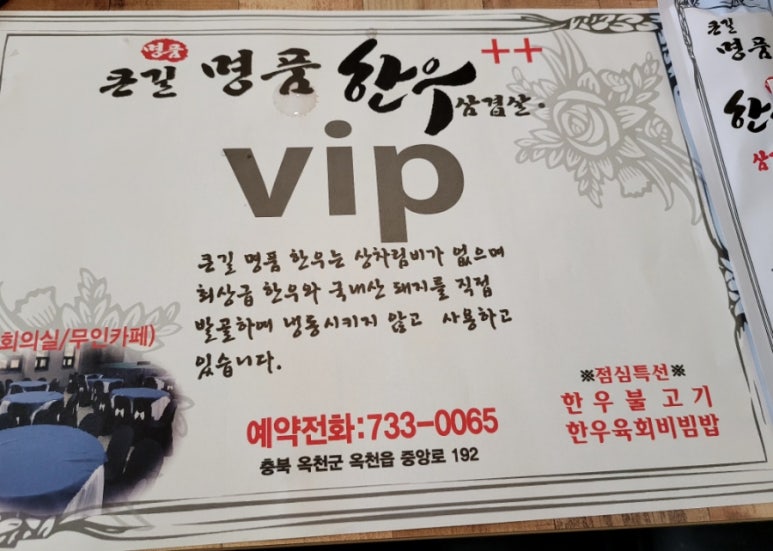 명품
큰길 명품 한우 ++
삼겹살.
vip
큰길 명품 한우는 상차림비가 없으며
최상급 한우와 국내산 돼지를 직접
발골하며 냉동시키지 않고 사용하고
있습니다.
회의실/무인카페)
※점심특선※
한우불고기
한우육회비빔밥
예약전화:733-0065
충북 옥천군 옥천읍 중앙로 192
큰길
명품